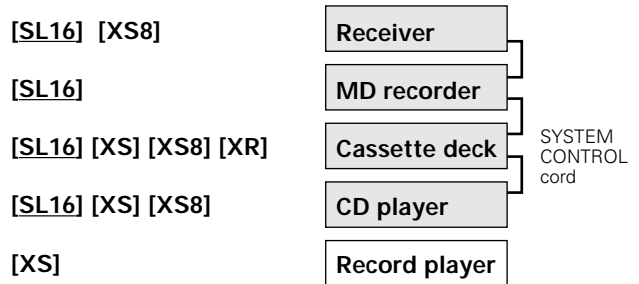 [SL16] [XS8] Receiver
[SL16] MD recorder
[SL16] [XS] [XS8] [XR] Cassette deck
SYSTEM
CONTROL
cord
[SL16] [XS] [XS8] CD player
[XS] Record player